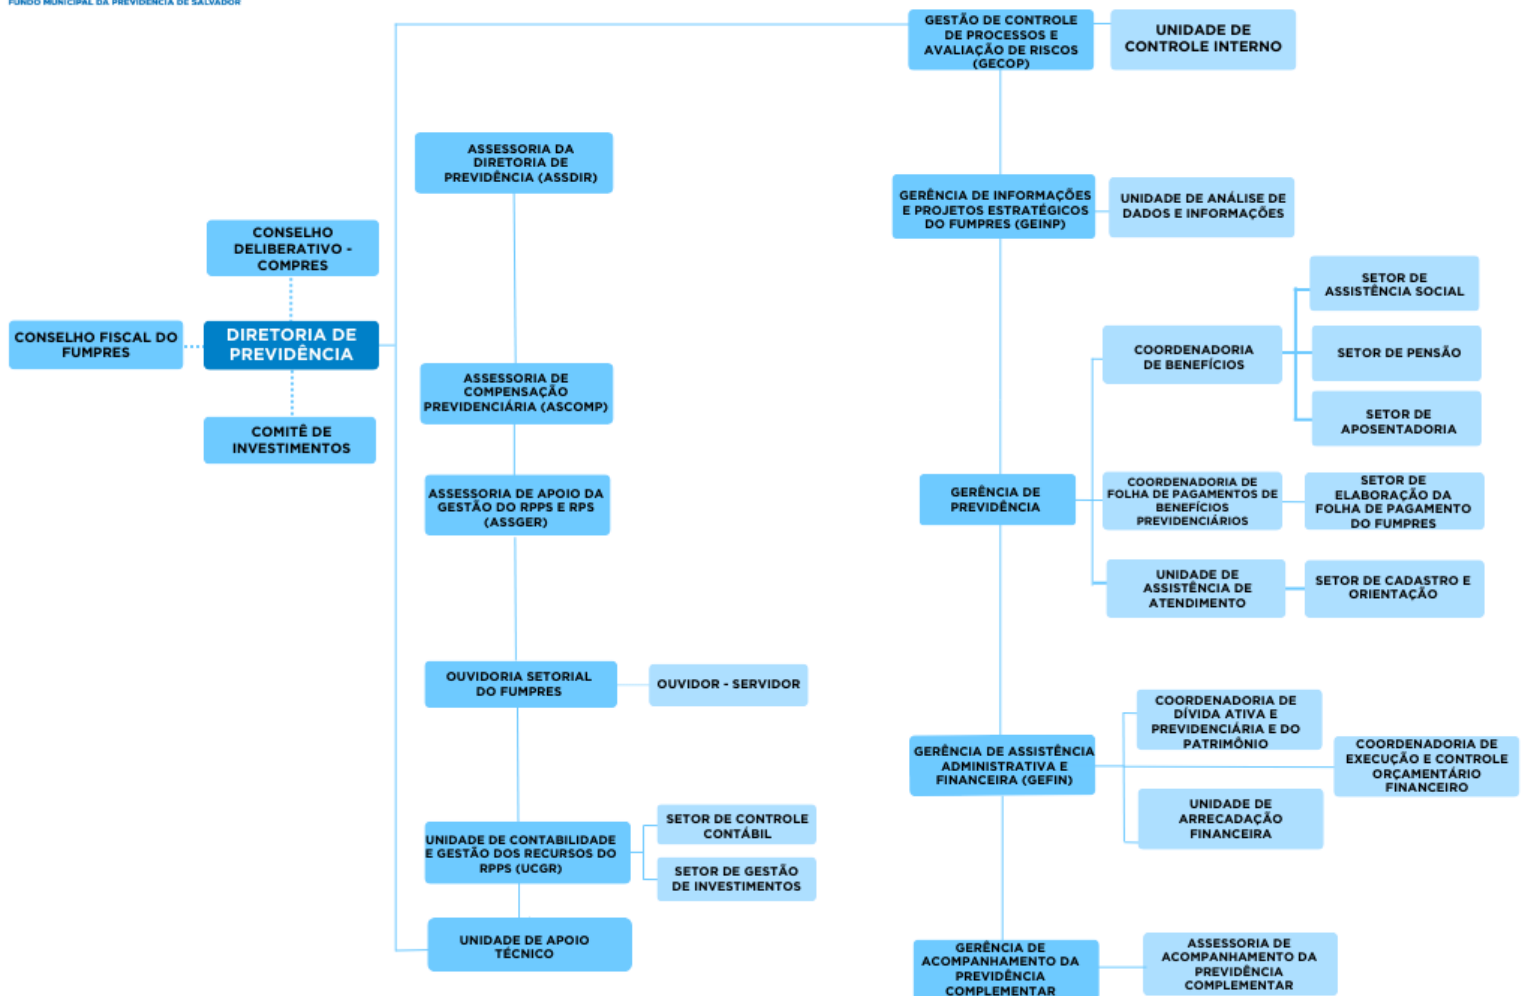 FUNDO MUNICIPAL DA PREVIDÊNCIA DE SALVADOR
GESTÃO DE CONTROLE
DE PROCESSOS E
AVALIAÇÃO DE RISCOS
(GECOP)
UNIDADE DE
CONTROLE INTERNO
ASSESSORIA DA
DIRETORIA DE
PREVIDÊNCIA (ASSDIR)
GERÊNCIA DE INFORMAÇÕES
E PROJETOS ESTRATÉGICOS
DO FUMPRES (GEINP)
UNIDADE DE ANÁLISE DE
DADOS E INFORMAÇÕES
CONSELHO
DELIBERATIVO -
COMPRES
CONSELHO FISCAL DO
FUMPRES
DIRETORIA DE
PREVIDÊNCIA
COMITÊ DE
INVESTIMENTOS
ASSESSORIA DE
COMPENSAÇÃO
PREVIDENCIÁRIA (ASCOMP)
ASSESSORIA DE APOIO DA
GESTÃO DO RPPS E RPS
(ASSGER)
GERÊNCIA DE
PREVIDÊNCIA
COORDENADORIA
DE BENEFÍCIOS
SETOR DE
ASSISTÊNCIA SOCIAL
SETOR DE PENSÃO
SETOR DE
APOSENTADORIA
COORDENADORIA DE
FOLHA DE PAGAMENTOS DE
BENEFÍCIOS
PREVIDENCIÁRIOS
SETOR DE
ELABORAÇÃO DA
FOLHA DE PAGAMENTO
DO FUMPRES
UNIDADE DE
ASSISTÊNCIA DE
ATENDIMENTO
SETOR DE CADASTRO E
ORIENTAÇÃO
OUVIDORIA SETORIAL
DO FUMPRES
OUVIDOR - SERVIDOR
GERÊNCIA DE ASSISTÊNCIA
ADMINISTRATIVA E
FINANCEIRA (GEFIN)
COORDENADORIA DE
DÍVIDA ATIVA E
PREVIDENCIÁRIA E DO
PATRIMÔNIO
COORDENADORIA DE
EXECUÇÃO E CONTROLE
ORÇAMENTÁRIO
FINANCEIRO
UNIDADE DE
ARRECADAÇÃO
FINANCEIRA
UNIDADE DE CONTABILIDADE
E GESTÃO DOS RECURSOS DO
RPPS (UCGR)
SETOR DE CONTROLE
CONTÁBIL
SETOR DE GESTÃO
DE INVESTIMENTOS
UNIDADE DE APOIO
TÉCNICO
GERÊNCIA DE
ACOMPANHAMENTO DA
PREVIDÊNCIA
COMPLEMENTAR
ASSESSORIA DE
ACOMPANHAMENTO DA
PREVIDÊNCIA
COMPLEMENTAR